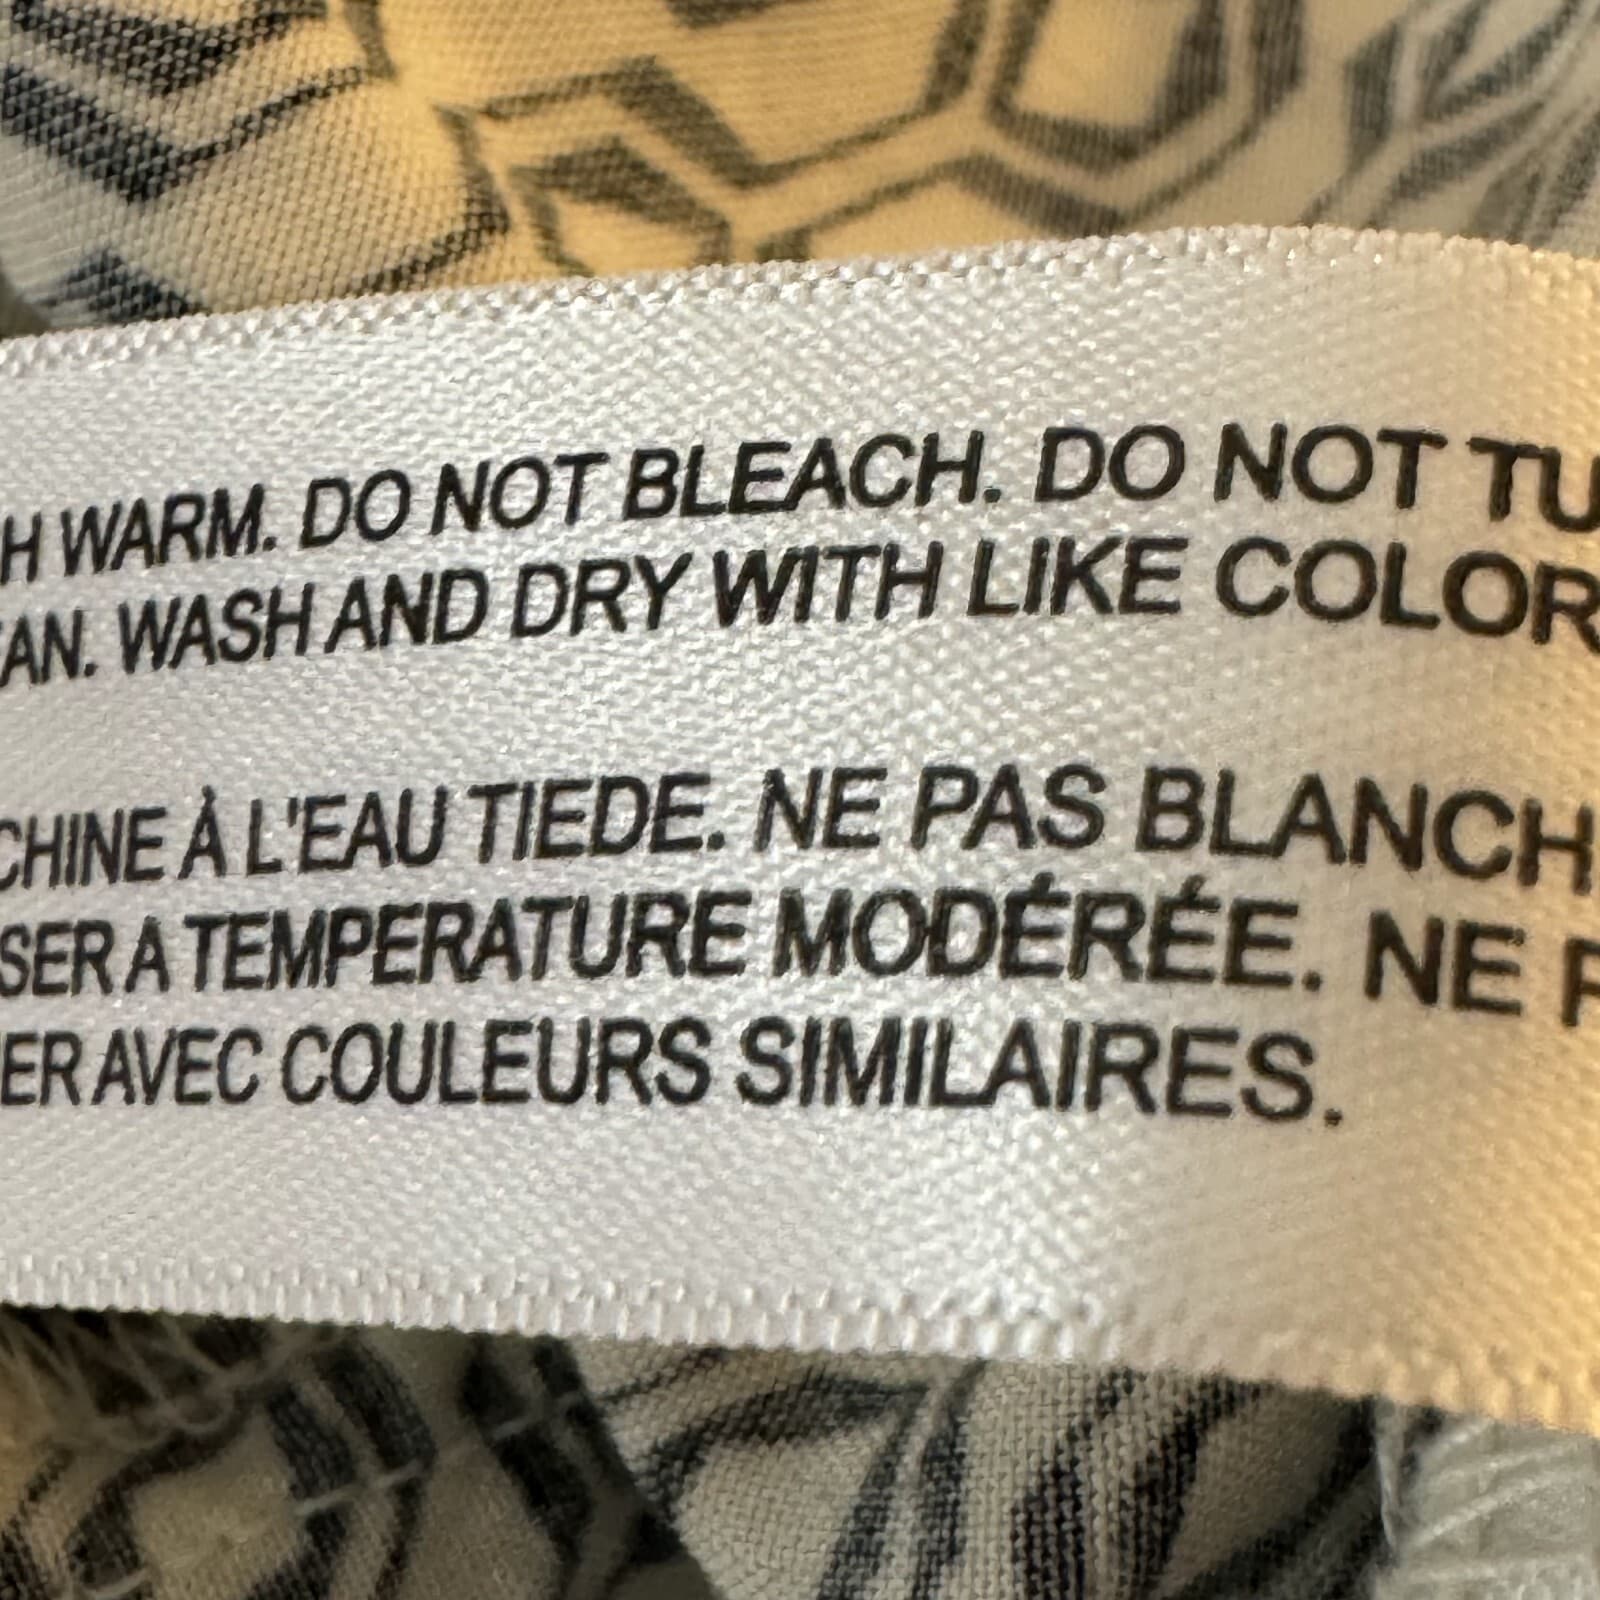 H WARM. DO NOT BLEACH. DO NOT TU
AN. WASH AND DRY WITH LIKE COLOR
CHINE À L'EAU TIEDE. NE PAS BLANCH
SER A TEMPERATURE MODÉRÉE. NE P
ER AVEC COULEURS SIMILAIRES.